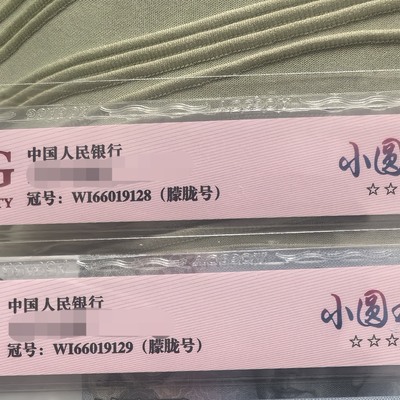 G
TY
中国人民银行
冠号：WI66019128（朦胧号）
小圆
中国人民银行
冠号：WI66019129（朦胧号）
小圆